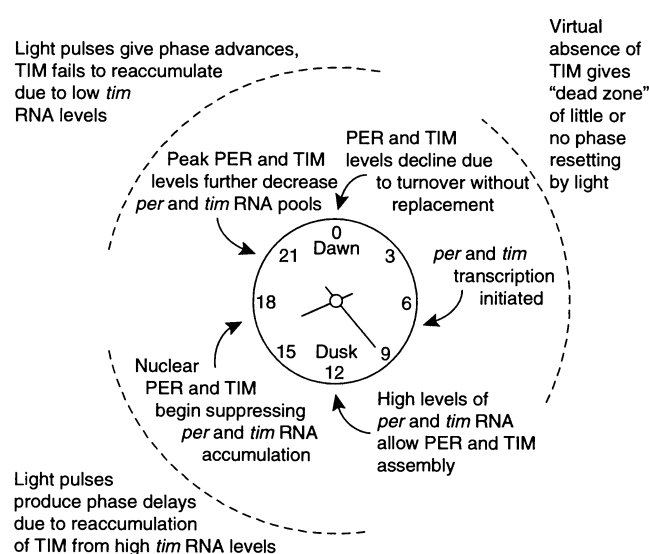 Light pulses give phase advances,
TIM fails to reaccumulate
due to low tim
RNA levels
Virtual
absence of
TIM gives
“dead zone”
of little or
no phase
resetting
by light
Peak PER and TIM
levels further decrease
per and tim RNA pools
PER and TIM
levels decline due
to turnover without
replacement
per and tim
transcription
initiated
0
Dawn
21
3
18
6
15
Dusk
9
12
Nuclear
PER and TIM
begin suppressing
per and tim RNA
accumulation
High levels of
per and tim RNA
allow PER and TIM
assembly
Light pulses
produce phase delays
due to reaccumulation
of TIM from high tim RNA levels